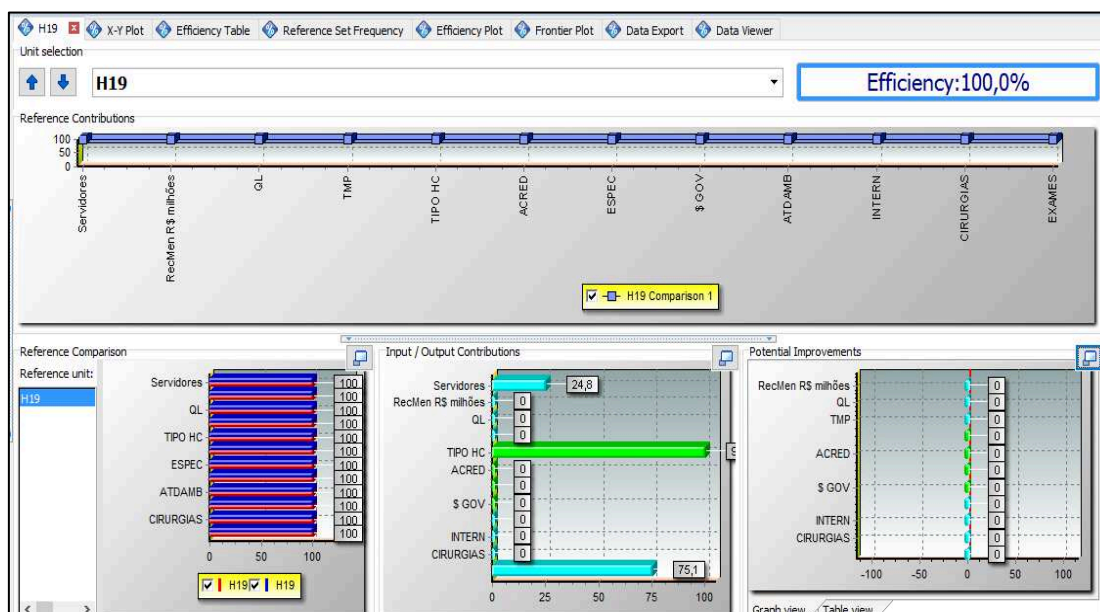 H19 X-Y Plot Efficiency Table Reference Set Frequency Efficiency Plot Frontier Plot Data Export Data Viewer
Unit selection
H19 Efficiency:100,0%
Reference Contributions
100
50
0
Servidores
RecMen R$ milhões
QL
TMP
TIPO HC
ACRED
ESPEC
$ GOV
ATDAMB
INTERN
CIRURGIAS
EXAMES
H19 Comparison 1
Reference Comparison
Reference unit:
H19
Servidores
QL
TIPO HC
ESPEC
ATDAMB
CIRURGIAS
100
100
100
100
100
100
100
100
100
100
100
100
0 50 100
H19 H19
Input / Output Contributions
Servidores 24,8
RecMen R$ milhões 0
QL 0
0
TIPO HC 9
ACRED 0
0
$ GOV 0
0
INTERN 0
CIRURGIAS 0
75,1
0 25 50 75 100
Potential Improvements
RecMen R$ milhões 0
QL 0
TMP 0
0
ACRED 0
0
$ GOV 0
0
INTERN 0
CIRURGIAS 0
0
-100 -50 0 50 100
Graph view Table view